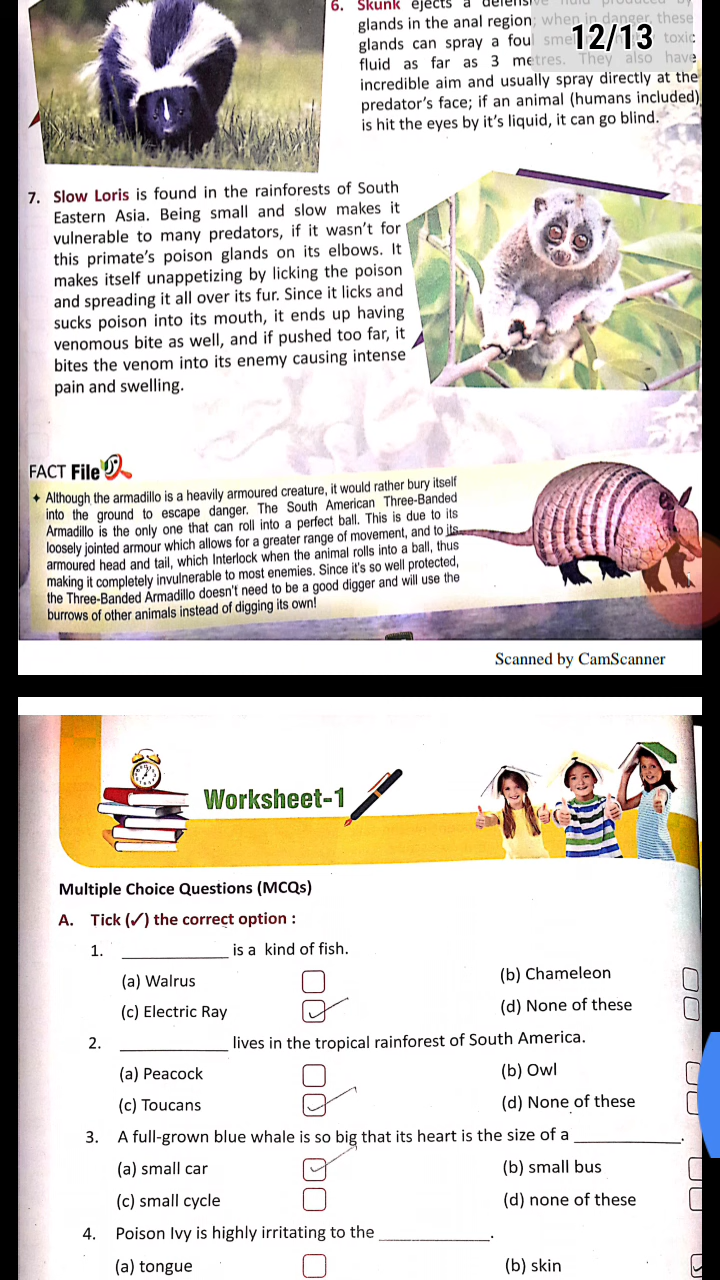 6. Skunk ejects a defensive fluid produced by
glands in the anal region; when in danger, these
glands can spray a foul toxic
12/13
fluid as far as 3 metres. They also have
incredible aim and usually spray directly at the
predator's face; if an animal (humans included)
is hit the eyes by it's liquid, it can go blind.
7. Slow Loris is found in the rainforests of South
Eastern Asia. Being small and slow makes it
vulnerable to many predators, if it wasn't for
this primate's poison glands on its elbows. It
makes itself unappetizing by licking the poison
and spreading it all over its fur. Since it licks and
sucks poison into its mouth, it ends up having
venomous bite as well, and if pushed too far, it
bites the venom into its enemy causing intense
pain and swelling.
FACT File
Although the armadillo is a heavily armoured creature, it would rather bury itself
into the ground to escape danger. The South American Three-Banded
Armadillo is the only one that can roll into a perfect ball. This is due to its
loosely jointed armour which allows for a greater range of movement, and to its
armoured head and tail, which Interlock when the animal rolls into a ball, thus
making it completely invulnerable to most enemies. Since it's so well protected,
the Three-Banded Armadillo doesn't need to be a good digger and will use the
burrows of other animals instead of digging its own!
Scanned by CamScanner
Worksheet-1
Multiple Choice Questions (MCQs)
A. Tick (✓) the correct option :
1. ____________ is a kind of fish.
(a) Walrus (b) Chameleon
(c) Electric Ray ✓ (d) None of these
2. ____________ lives in the tropical rainforest of South America.
(a) Peacock (b) Owl
(c) Toucans ✓ (d) None of these
3. A full-grown blue whale is so big that its heart is the size of a ____________.
(a) small car ✓ (b) small bus
(c) small cycle (d) none of these
4. Poison Ivy is highly irritating to the ____________.
(a) tongue (b) skin ✓